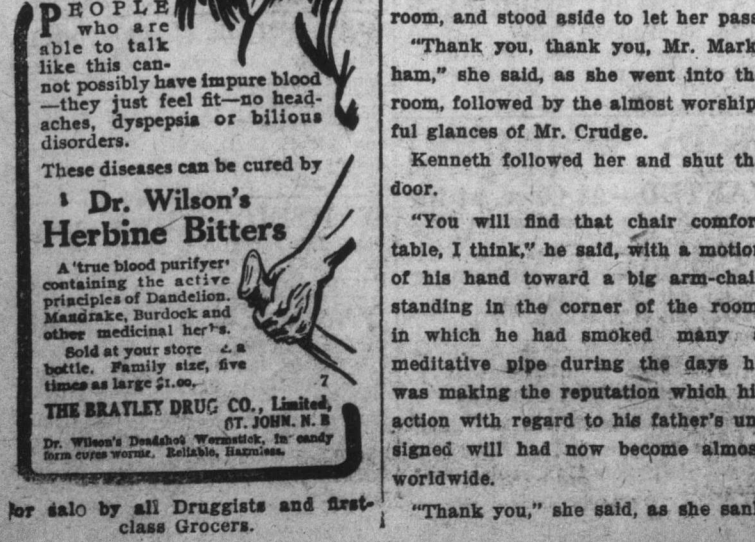 PEOPLE
who are
able to talk
like this can-
not possibly have impure blood
—they just feel fit—no head-
aches, dyspepsia or bilious
disorders.
These diseases can be cured by
Dr. Wilson's
Herbine Bitters
A true blood purifyer
containing the active
principles of Dandelion.
Mandrake, Burdock and
other medicinal herbs.
Sold at your store a
bottle. Family size, five
times as large $1.00.
7
THE BRAYLEY DRUG CO., Limited,
ST. JOHN. N. B
Dr. Wilson's Deadshot Wormstick, in candy
form cures worms. Reliable, Harmless.
For sale by all Druggists and first-
class Grocers.
room, and stood aside to let her pass
"Thank you, thank you, Mr. Mark
ham," she said, as she went into th
room, followed by the almost worship
ful glances of Mr. Crudge.
Kenneth followed her and shut th
door.
"You will find that chair comfor
table, I think," he said, with a motio
of his hand toward a big arm-chai
standing in the corner of the room
in which he had smoked many
meditative pipe during the days h
was making the reputation which hi
action with regard to his father's un
signed will had now become almos
worldwide.
"Thank you," she said, as she sank